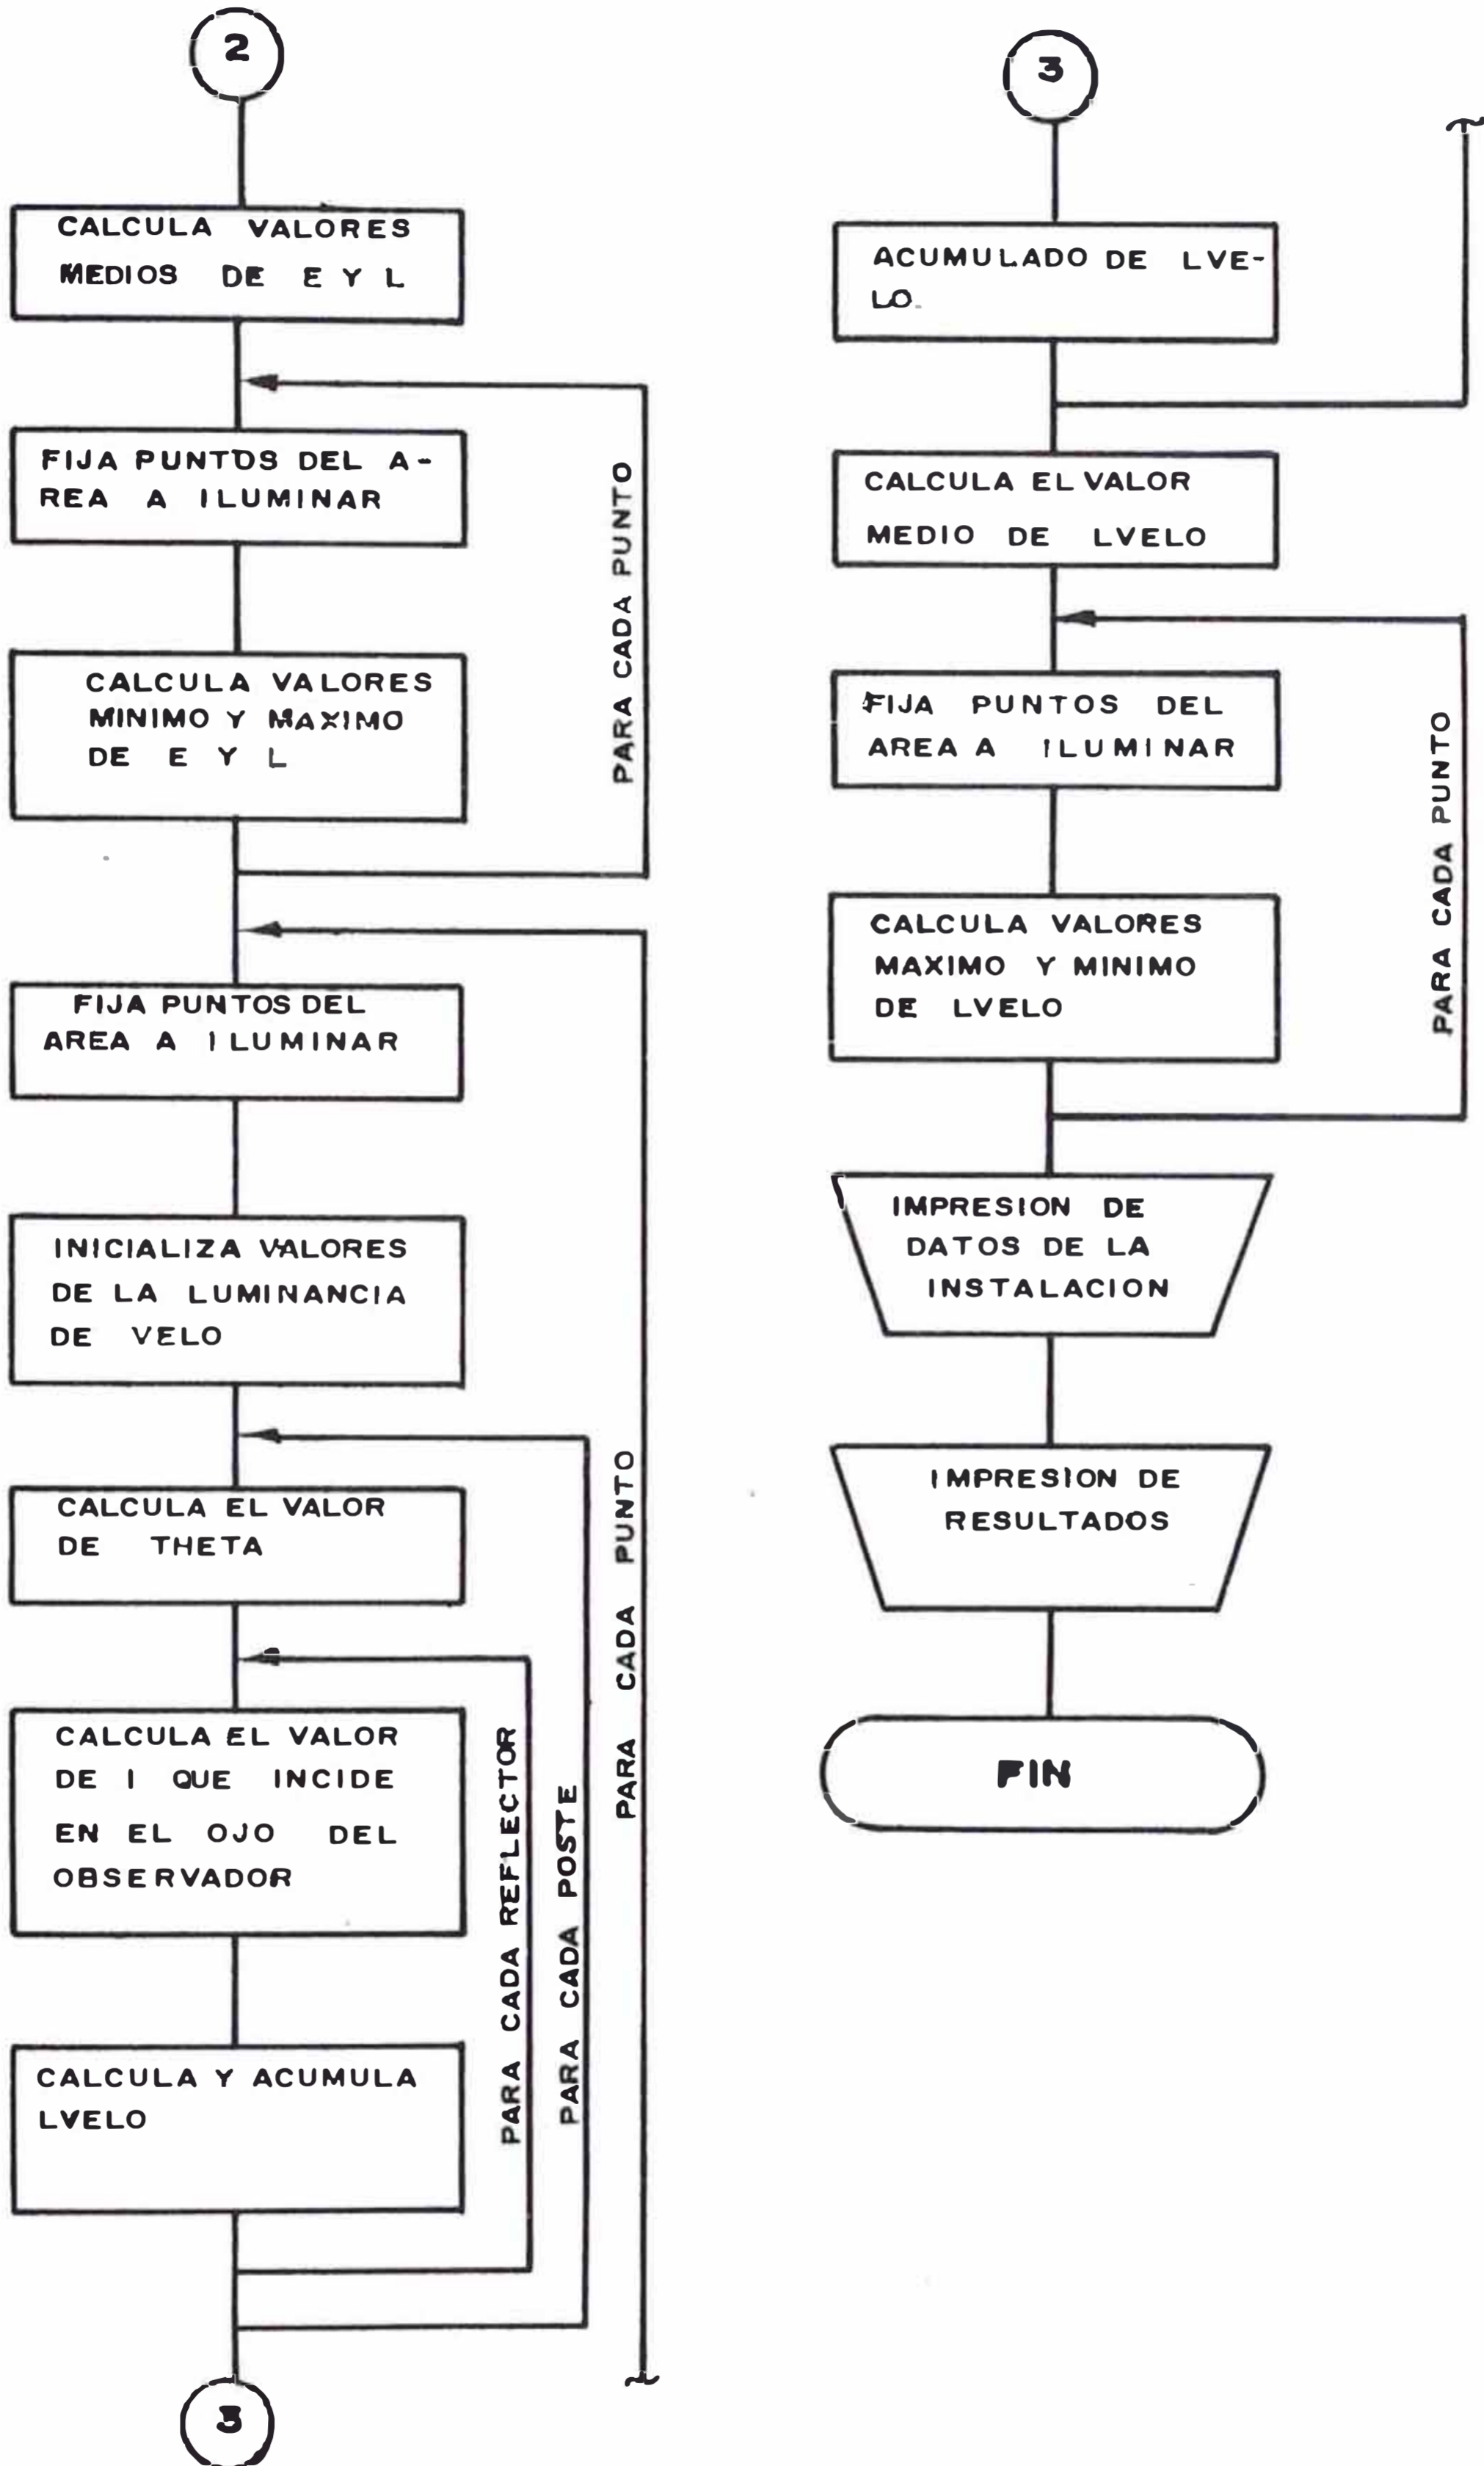 2
CALCULA VALORES
MEDIOS DE E Y L
FIJA PUNTOS DEL A-
REA A ILUMINAR
CALCULA VALORES
MINIMO Y MAXIMO
DE E Y L
PARA CADA PUNTO
FIJA PUNTOS DEL
AREA A ILUMINAR
INICIALIZA VALORES
DE LA LUMINANCIA
DE VELO
CALCULA EL VALOR
DE THETA
CALCULA EL VALOR
DE I QUE INCIDE
EN EL OJO DEL
OBSERVADOR
CALCULA Y ACUMULA
LVELO
PARA CADA REFLECTOR
PARA CADA POSTE
PARA CADA PUNTO
3
3
ACUMULADO DE LVE-
LO.
CALCULA EL VALOR
MEDIO DE LVELO
FIJA PUNTOS DEL
AREA A ILUMINAR
CALCULA VALORES
MAXIMO Y MINIMO
DE LVELO
PARA CADA PUNTO
IMPRESION DE
DATOS DE LA
INSTALACION
IMPRESION DE
RESULTADOS
FIN